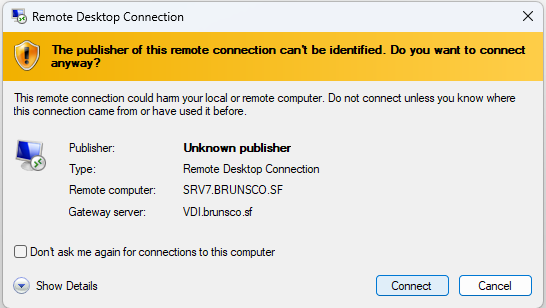 Remote Desktop Connection
The publisher of this remote connection can't be identified. Do you want to connect
anyway?
This remote connection could harm your local or remote computer. Do not connect unless you know where
this connection came from or have used it before.
Publisher: Unknown publisher
Type: Remote Desktop Connection
Remote computer: SRV7.BRUNSCO.SF
Gateway server: VDI.brunsco.sf
Don't ask me again for connections to this computer
Show Details Connect Cancel